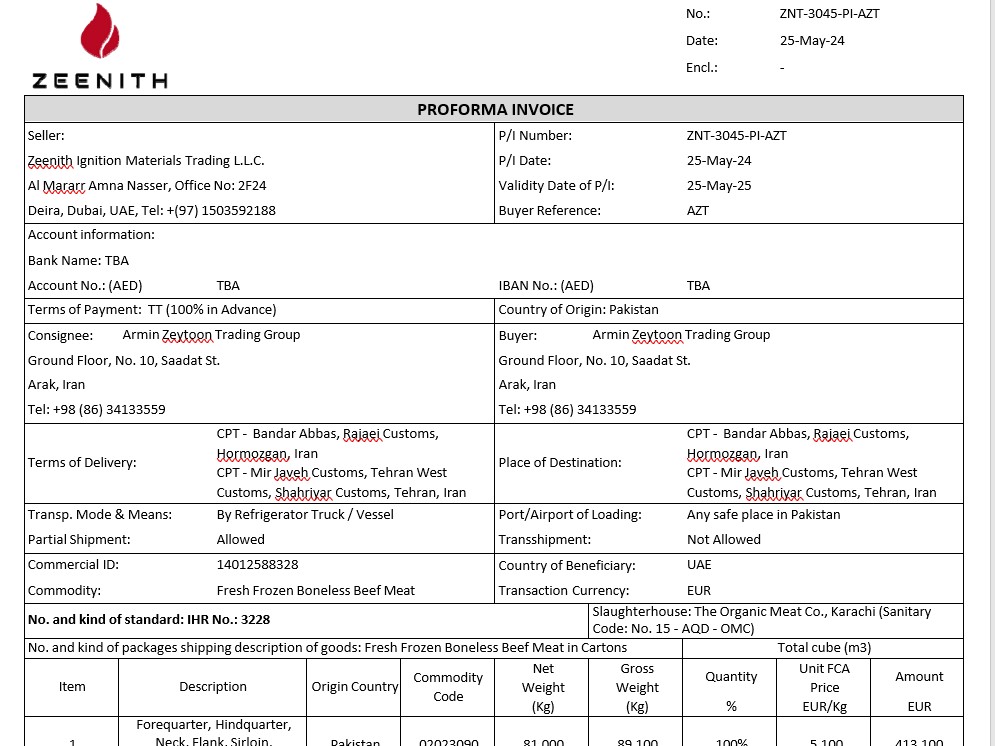 ZEENITH
No.: ZNT-3045-PI-AZT
Date: 25-May-24
Encl.: -
PROFORMA INVOICE
Seller: P/I Number: ZNT-3045-PI-AZT
Zeenith Ignition Materials Trading L.L.C. P/I Date: 25-May-24
Al Mararr Amna Nasser, Office No: 2F24 Validity Date of P/I: 25-May-25
Deira, Dubai, UAE, Tel: +(97) 1503592188 Buyer Reference: AZT
Account information:
Bank Name: TBA
Account No.: (AED) TBA IBAN No.: (AED) TBA
Terms of Payment: TT (100% in Advance) Country of Origin: Pakistan
Consignee: Armin Zeytoon Trading Group Buyer: Armin Zeytoon Trading Group
Ground Floor, No. 10, Saadat St. Ground Floor, No. 10, Saadat St.
Arak, Iran Arak, Iran
Tel: +98 (86) 34133559 Tel: +98 (86) 34133559
Terms of Delivery:
CPT - Bandar Abbas, Rajaei Customs,
Hormozgan, Iran
CPT - Mir Javeh Customs, Tehran West
Customs, Shahriyar Customs, Tehran, Iran
Place of Destination:
CPT - Bandar Abbas, Rajaei Customs,
Hormozgan, Iran
CPT - Mir Javeh Customs, Tehran West
Customs, Shahriyar Customs, Tehran, Iran
Transp. Mode & Means: By Refrigerator Truck / Vessel Port/Airport of Loading: Any safe place in Pakistan
Partial Shipment: Allowed Transshipment: Not Allowed
Commercial ID: 14012588328 Country of Beneficiary: UAE
Commodity: Fresh Frozen Boneless Beef Meat Transaction Currency: EUR
No. and kind of standard: IHR No.: 3228
Slaughterhouse: The Organic Meat Co., Karachi (Sanitary
Code: No. 15 - AQD - OMC)
No. and kind of packages shipping description of goods: Fresh Frozen Boneless Beef Meat in Cartons Total cube (m3)
Item
Description
Origin Country
Commodity
Code
Net
Weight
(Kg)
Gross
Weight
(Kg)
Quantity
%
Unit FCA
Price
EUR/Kg
Amount
EUR
1
Forequarter, Hindquarter,
Neck, Flank, Sirloin,
Pakistan
02023090
81,000
89,100
100%
5.100
413,100